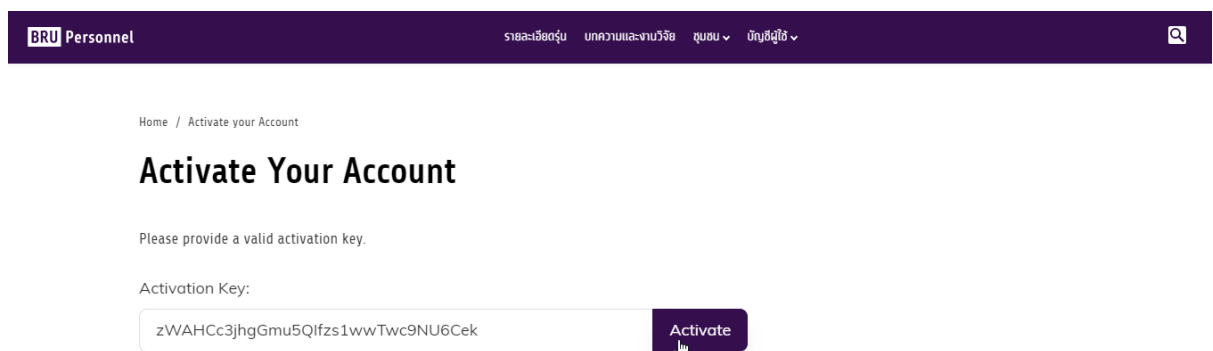 BRU Personnel รายละเอียดรุ่น บทความและงานวิจัย ชุมชน บัญชีผู้ใช้
Home / Activate your Account
Activate Your Account
Please provide a valid activation key.
Activation Key:
zWAHCc3jhgGmu5QIfzs1wwTwc9NU6Cek Activate